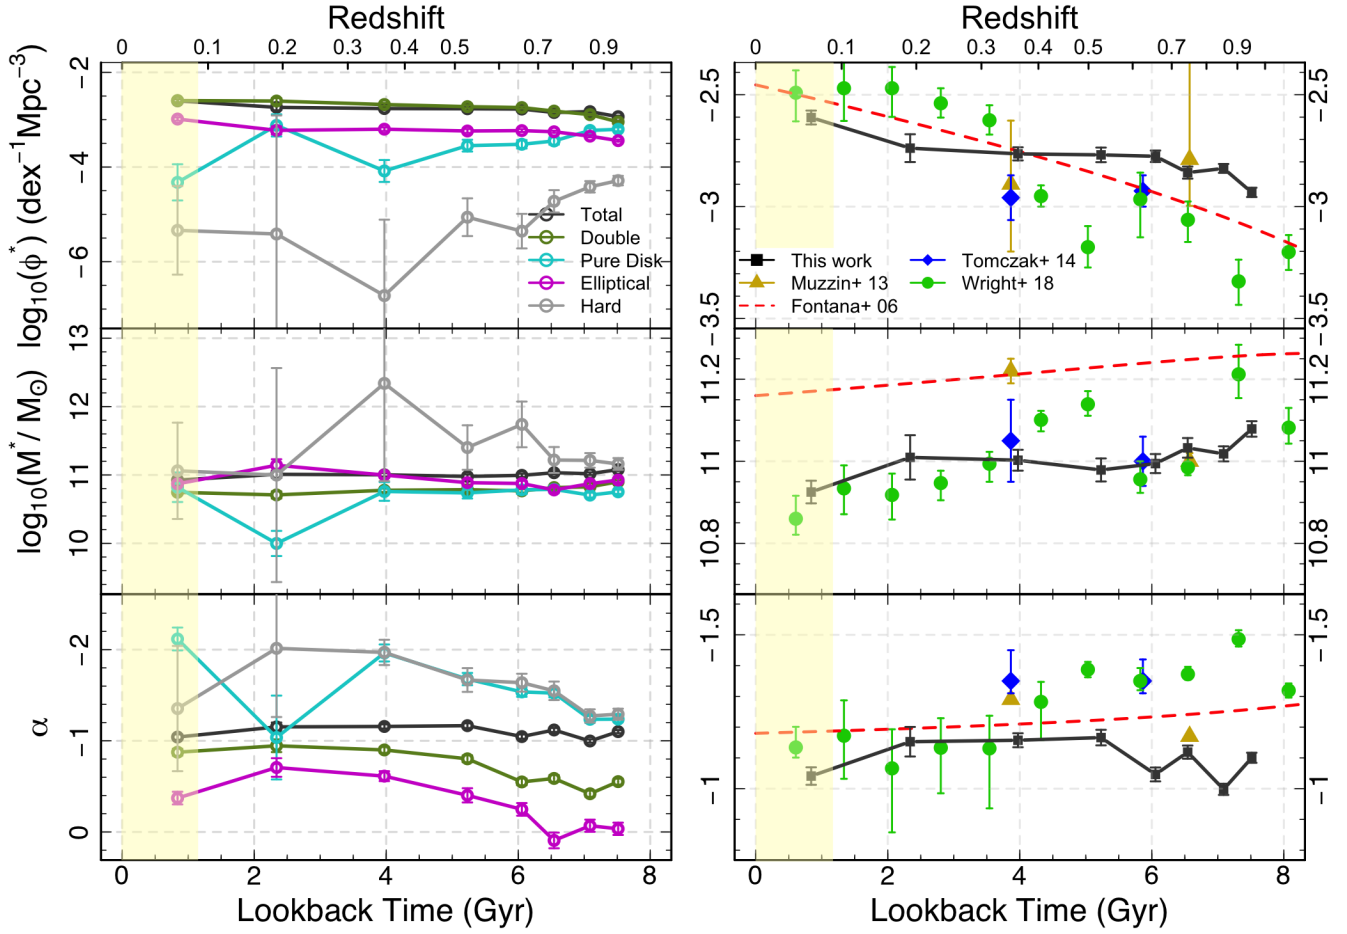 Redshift
0 0.1 0.2 0.3 0.4 0.5 0.7 0.9
−2
−4
−6
log10(ϕ*) (dex−1Mpc−3)
Total
Double
Pure Disk
Elliptical
Hard
13
12
11
10
log10(M* / M⊙)
−2
−1
0
α
0 2 4 6 8
Lookback Time (Gyr)
Redshift
0 0.1 0.2 0.3 0.4 0.5 0.7 0.9
−2.5 −2.5
−3 −3
−3.5 −3.5
This work
Muzzin+ 13
Fontana+ 06
Tomczak+ 14
Wright+ 18
11.2 11.2
11 11
10.8 10.8
−1.5 −1.5
−1 −1
0 2 4 6 8
Lookback Time (Gyr)